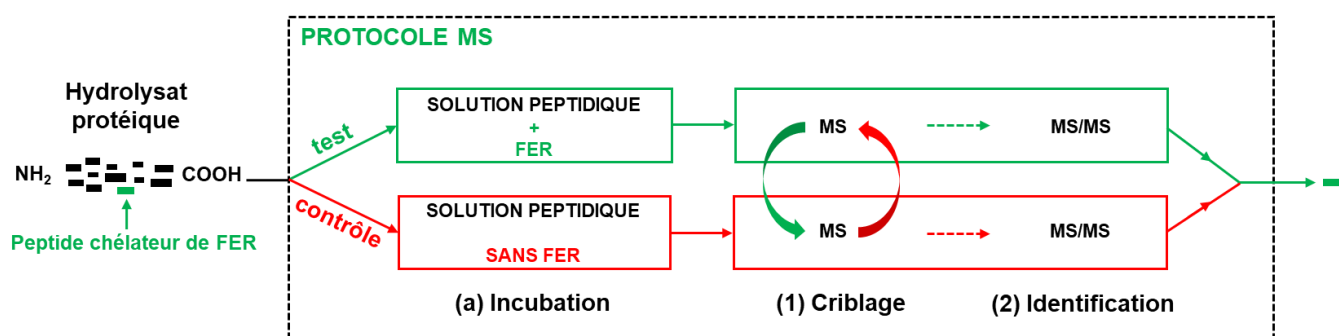 PROTOCOLE MS
Hydrolysat
protéique
NH₂
COOH
Peptide chélateur de FER
test
contrôle
SOLUTION PEPTIDIQUE
+
FER
SOLUTION PEPTIDIQUE
SANS FER
MS
MS/MS
MS
MS/MS
(a) Incubation
(1) Criblage
(2) Identification